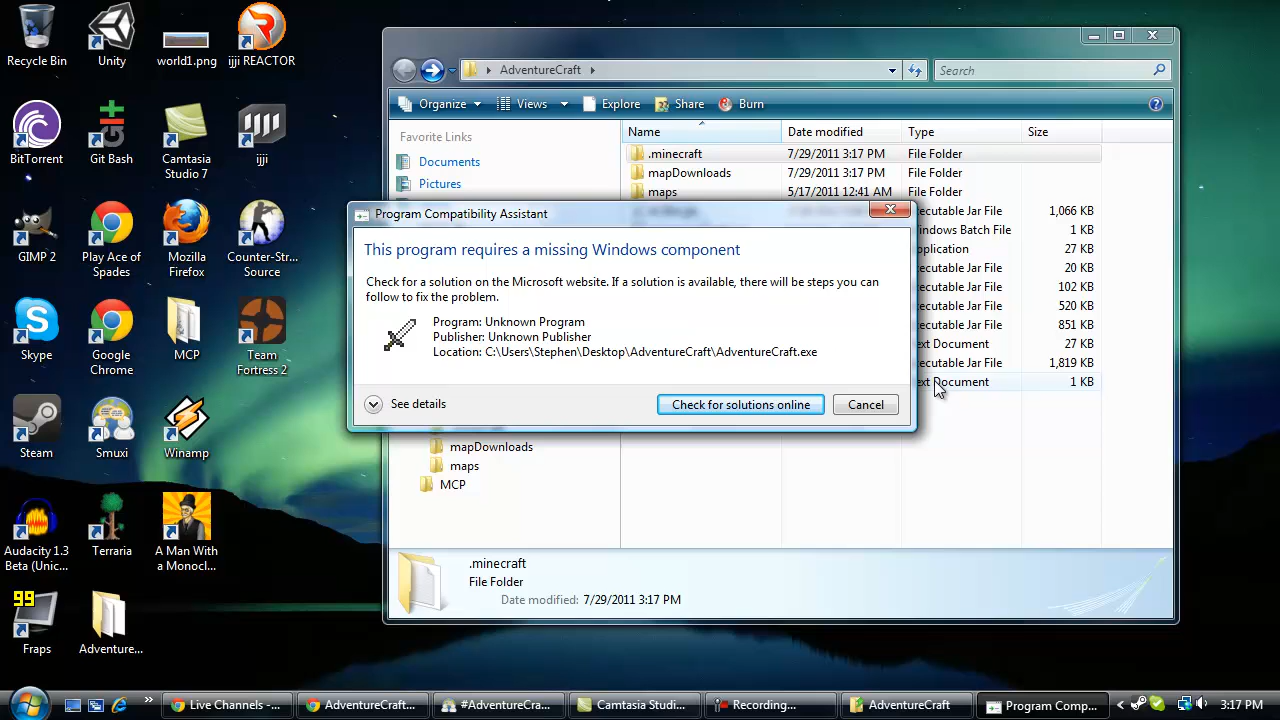 Recycle Bin
Unity
world1.png
ijji REACTOR
BitTorrent
Git Bash
Camtasia Studio 7
ijji
GIMP 2
Play Ace of Spades
Mozilla Firefox
Counter-Str... Source
Skype
Google Chrome
MCP
Team Fortress 2
Steam
Smuxi
Winamp
Audacity 1.3 Beta (Unic...
Terraria
A Man With a Monocl...
99
Fraps
Adventure...
AdventureCraft
Search
Organize Views Explore Share Burn
Favorite Links
Documents
Pictures
Name Date modified Type Size
.minecraft 7/29/2011 3:17 PM File Folder
mapDownloads 7/29/2011 3:17 PM File Folder
maps 5/17/2011 12:41 AM File Folder
ecutable Jar File 1,066 KB
indows Batch File 1 KB
plication 27 KB
ecutable Jar File 20 KB
ecutable Jar File 102 KB
ecutable Jar File 520 KB
ecutable Jar File 851 KB
ext Document 27 KB
ecutable Jar File 1,819 KB
ext Document 1 KB
Program Compatibility Assistant
This program requires a missing Windows component
Check for a solution on the Microsoft website. If a solution is available, there will be steps you can
follow to fix the problem.
Program: Unknown Program
Publisher: Unknown Publisher
Location: C:\Users\Stephen\Desktop\AdventureCraft\AdventureCraft.exe
See details
Check for solutions online
Cancel
mapDownloads
maps
MCP
.minecraft
File Folder
Date modified: 7/29/2011 3:17 PM
Live Channels -...
AdventureCraft...
#AdventureCra...
Camtasia Studi...
Recording...
AdventureCraft
Program Comp...
3:17 PM